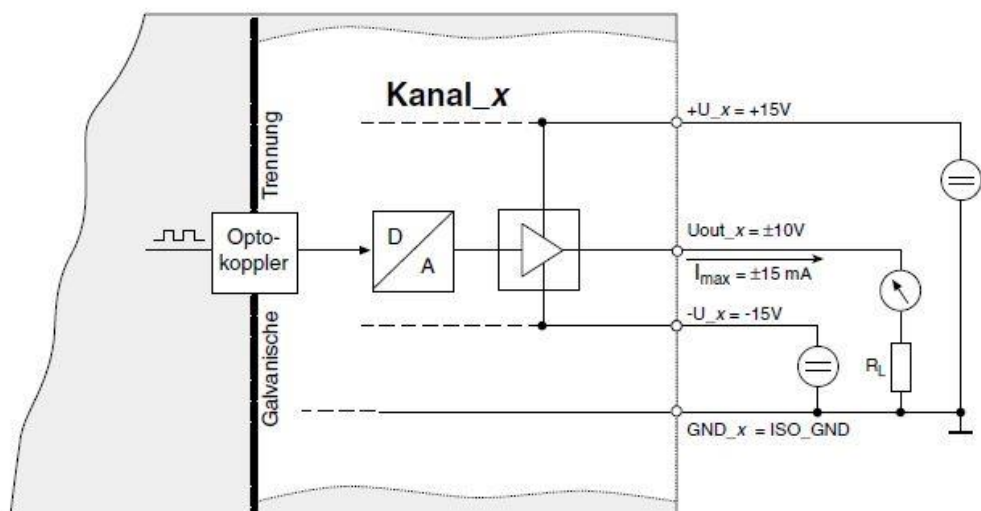 Kanal_x
+U_x = +15V
Trennung
Opto-
koppler
D
A
Uout_x = ±10V
Imax = ±15 mA
-U_x = -15V
Galvanische
RL
GND_x = ISO_GND